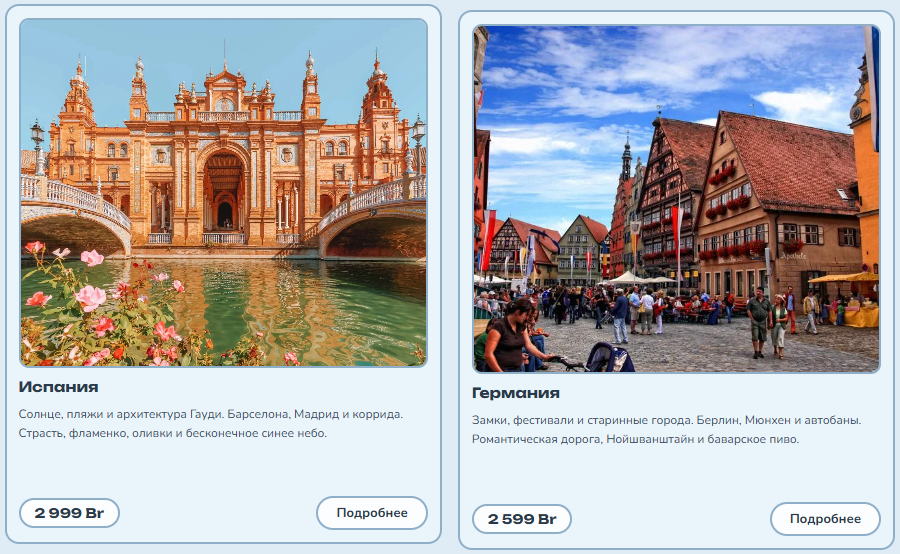 Испания
Солнце, пляжи и архитектура Гауди. Барселона, Мадрид и коррида.
Страсть, фламенко, оливки и бесконечное синее небо.
2 999 Br
Подробнее
Apotheke
Германия
Замки, фестивали и старинные города. Берлин, Мюнхен и автобаны.
Романтическая дорога, Нойшванштайн и баварское пиво.
2 599 Br
Подробнее